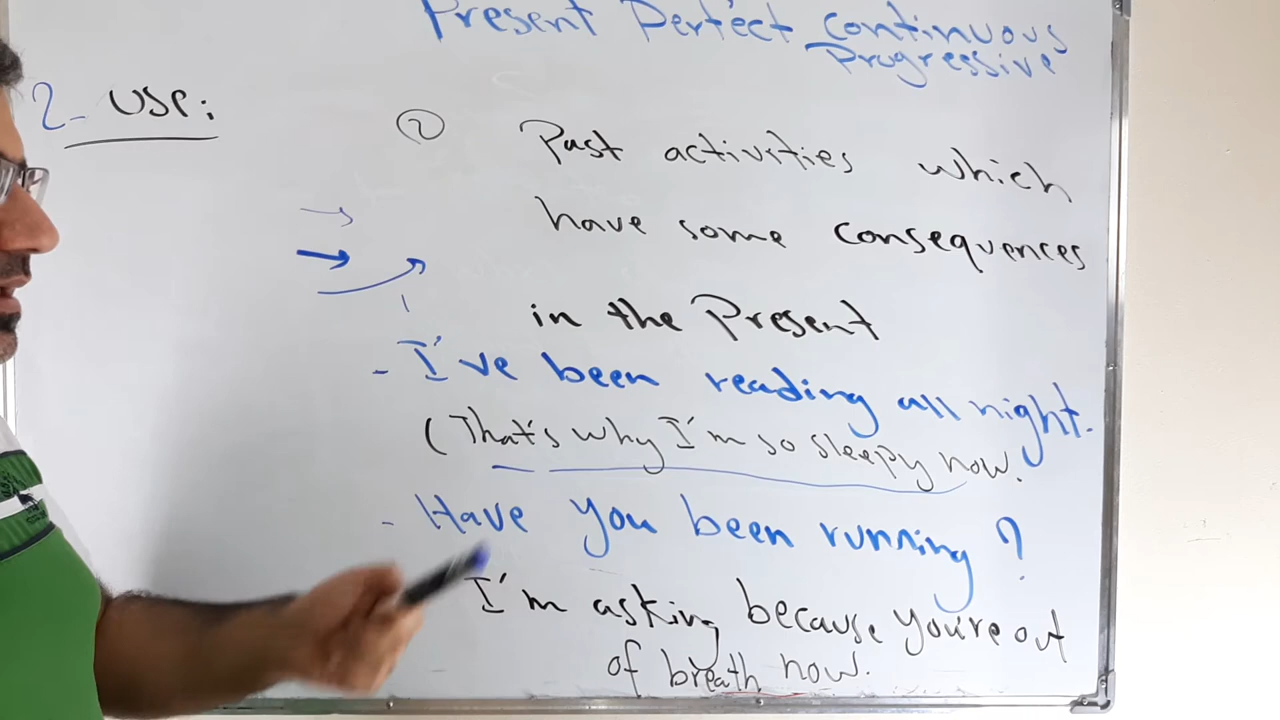 Present Perfect continuous
Progressive
2- Use:
② Past activities which
have some consequences
in the Present
- I've been reading all night.
(That's why I'm so sleepy now.
- Have you been running?
I'm asking because you're out
of breath now.